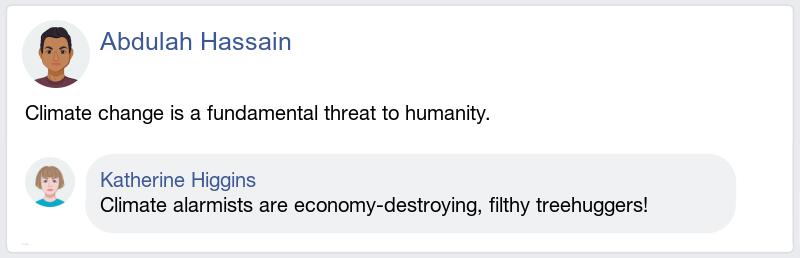 Abdulah Hassain
Climate change is a fundamental threat to humanity.
Katherine Higgins
Climate alarmists are economy-destroying, filthy treehuggers!